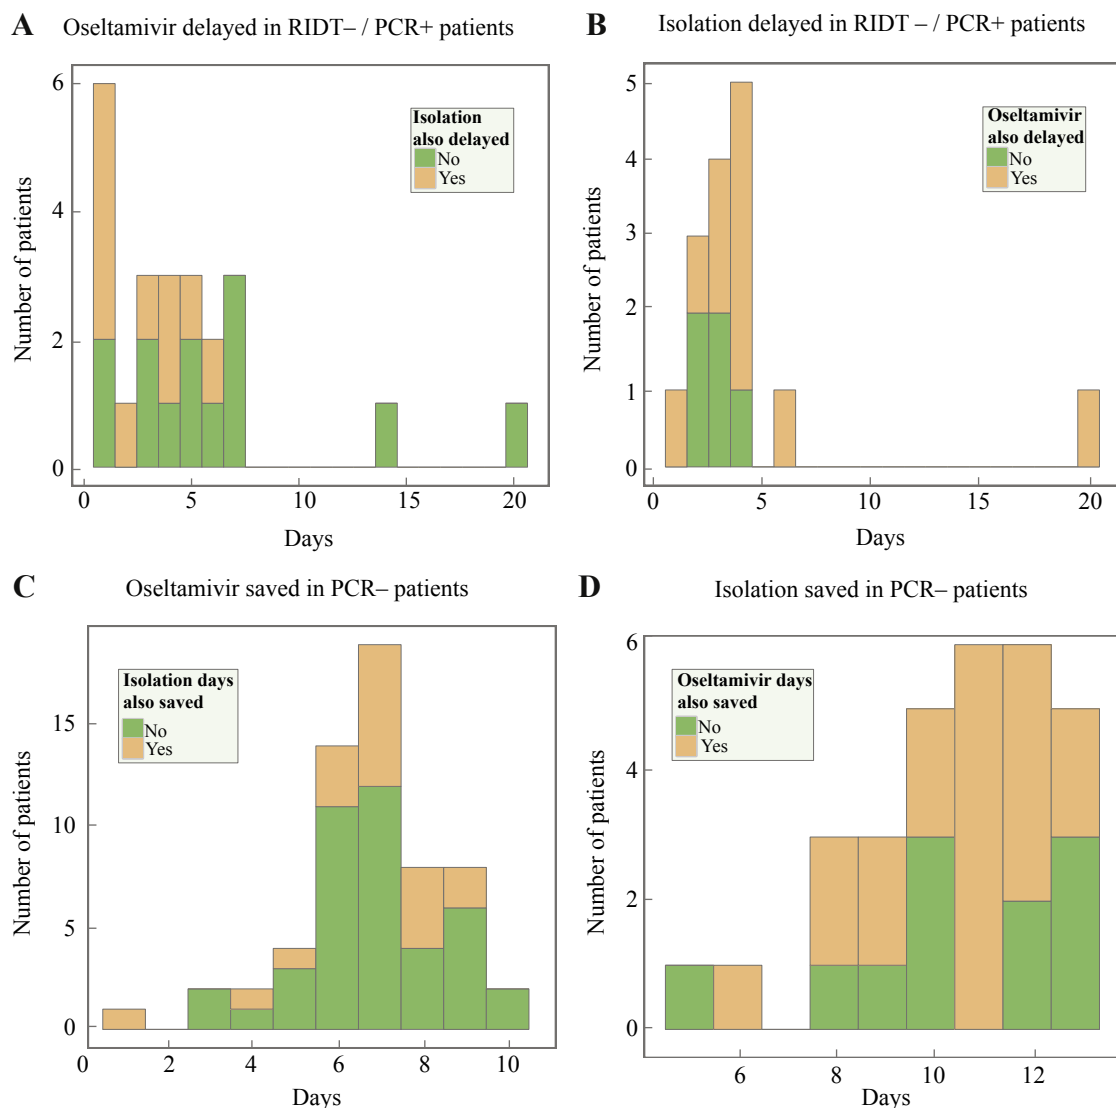 A Oseltamivir delayed in RIDT– / PCR+ patients
Number of patients
6
4
2
0
Isolation
also delayed
No
Yes
0 5 10 15 20
Days
B Isolation delayed in RIDT – / PCR+ patients
Number of patients
5
4
3
2
1
0
Oseltamivir
also delayed
No
Yes
0 5 10 15 20
Days
C Oseltamivir saved in PCR– patients
Number of patients
15
10
5
0
Isolation days
also saved
No
Yes
0 2 4 6 8 10
Days
D Isolation saved in PCR– patients
Number of patients
6
4
2
0
Oseltamivir days
also saved
No
Yes
6 8 10 12
Days